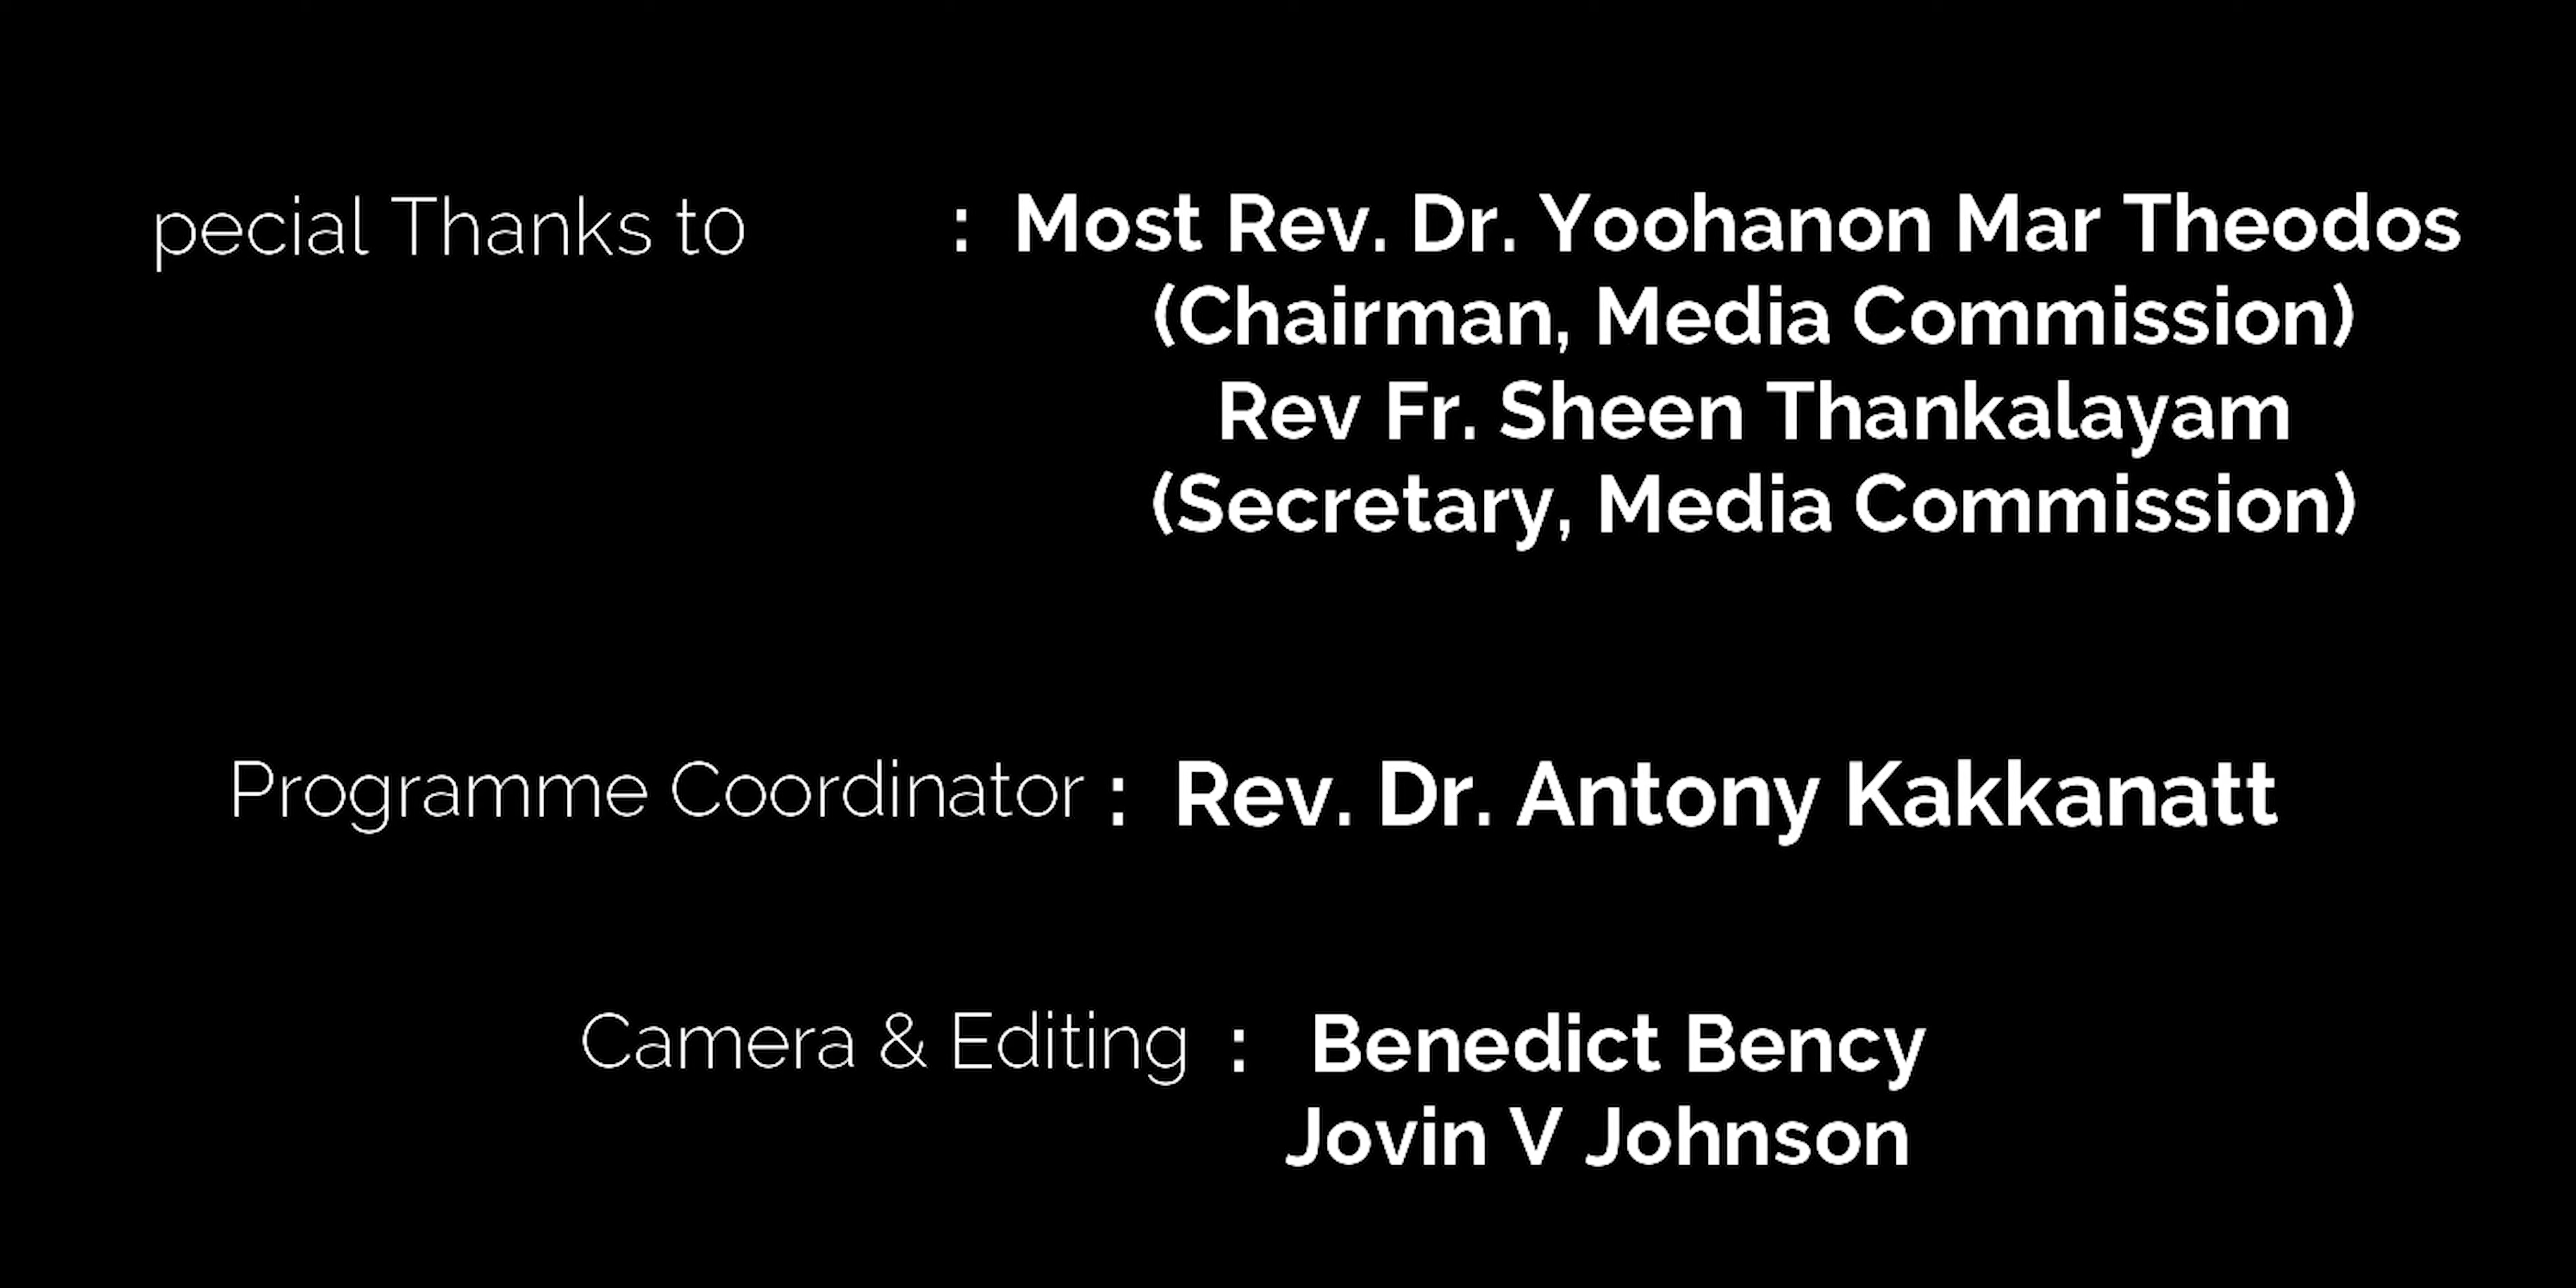 pecial Thanks to : Most Rev. Dr. Yoohanon Mar Theodos
(Chairman, Media Commission)
Rev Fr. Sheen Thankalayam
(Secretary, Media Commission)
Programme Coordinator : Rev. Dr. Antony Kakkanatt
Camera & Editing : Benedict Bency
Jovin V Johnson